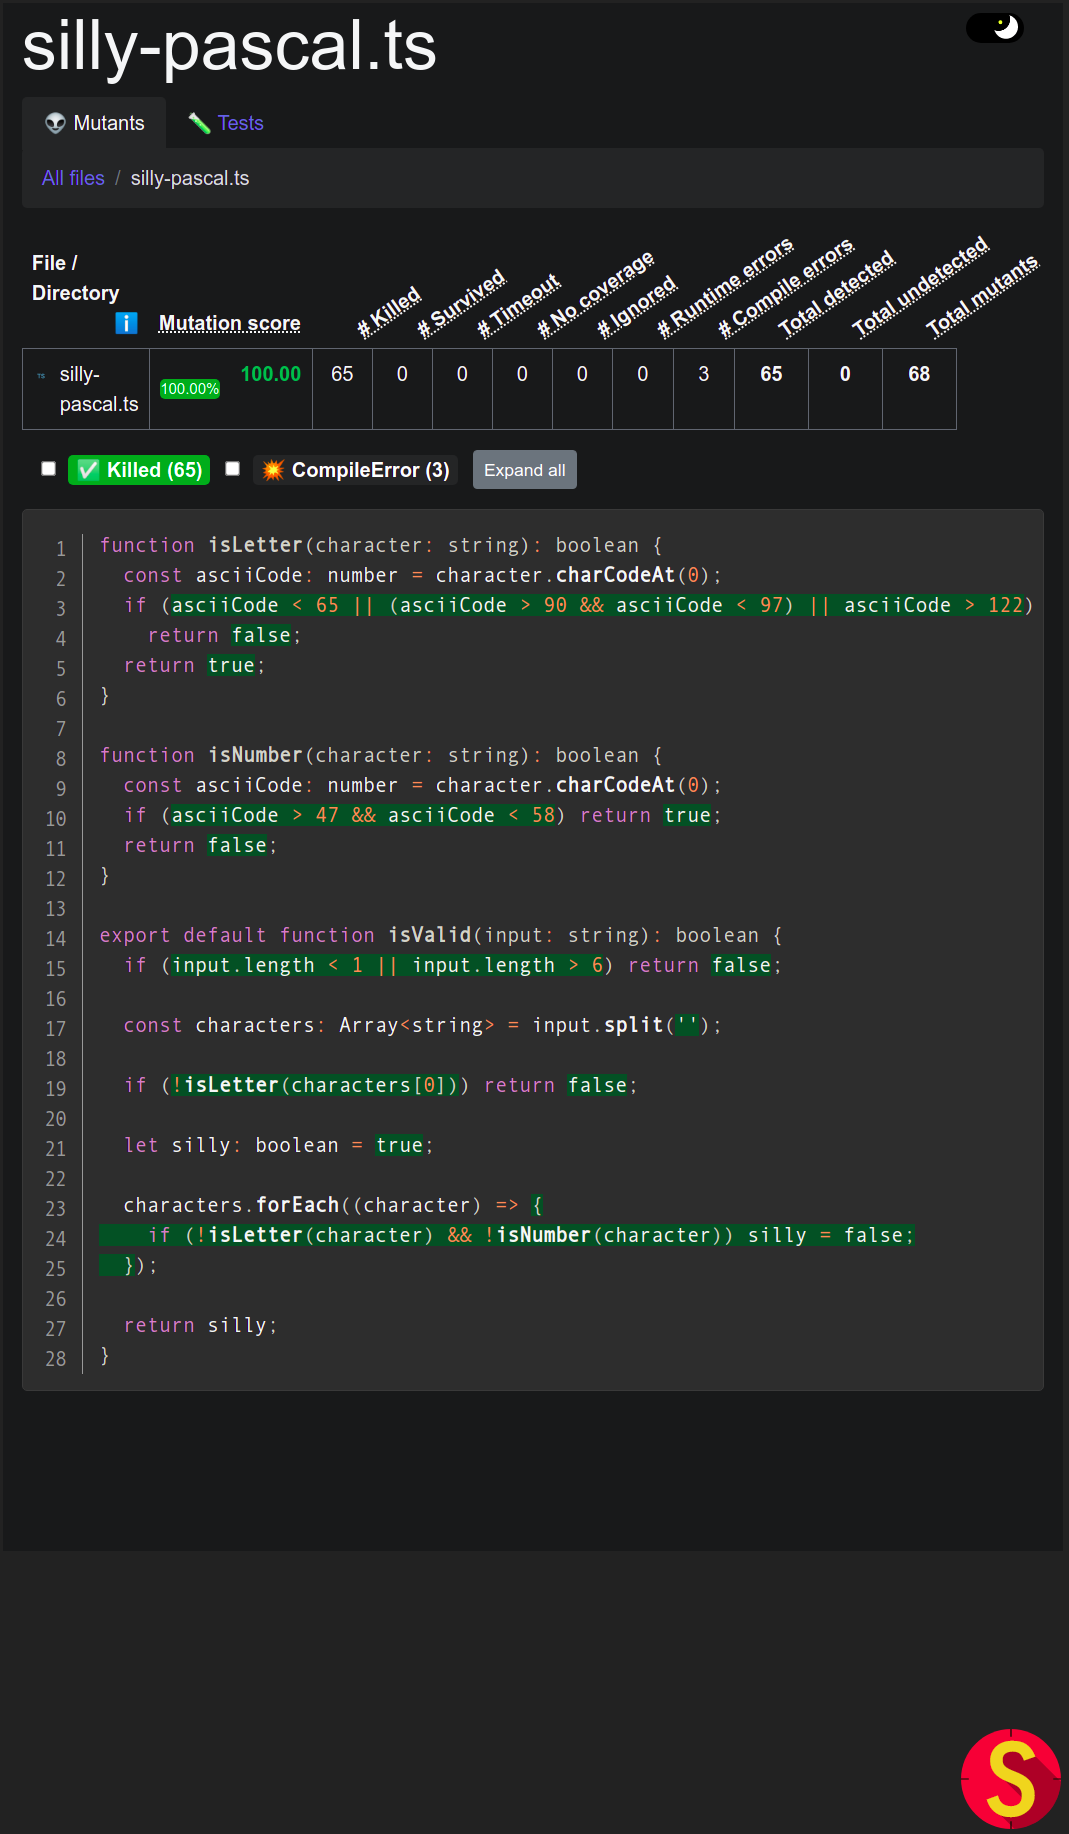 silly-pascal.ts
👽 Mutants
🧪 Tests
All files / silly-pascal.ts
File / Directory
ℹ️
Mutation score
# Killed
# Survived
# Timeout
# No coverage
# Ignored
# Runtime errors
# Compile errors
Total detected
Total undetected
Total mutants
TS silly-pascal.ts 100.00% 100.00 65 0 0 0 0 0 3 65 0 68
✅ Killed (65) 💥 CompileError (3) Expand all
1 function isLetter(character: string): boolean {
2   const asciiCode: number = character.charCodeAt(0);
3   if (asciiCode < 65 || (asciiCode > 90 && asciiCode < 97) || asciiCode > 122)
4     return false;
5   return true;
6 }
7
8 function isNumber(character: string): boolean {
9   const asciiCode: number = character.charCodeAt(0);
10   if (asciiCode > 47 && asciiCode < 58) return true;
11   return false;
12 }
13
14 export default function isValid(input: string): boolean {
15   if (input.length < 1 || input.length > 6) return false;
16
17   const characters: Array<string> = input.split('');
18
19   if (!isLetter(characters[0])) return false;
20
21   let silly: boolean = true;
22
23   characters.forEach((character) => {
24     if (!isLetter(character) && !isNumber(character)) silly = false;
25   });
26
27   return silly;
28 }
S